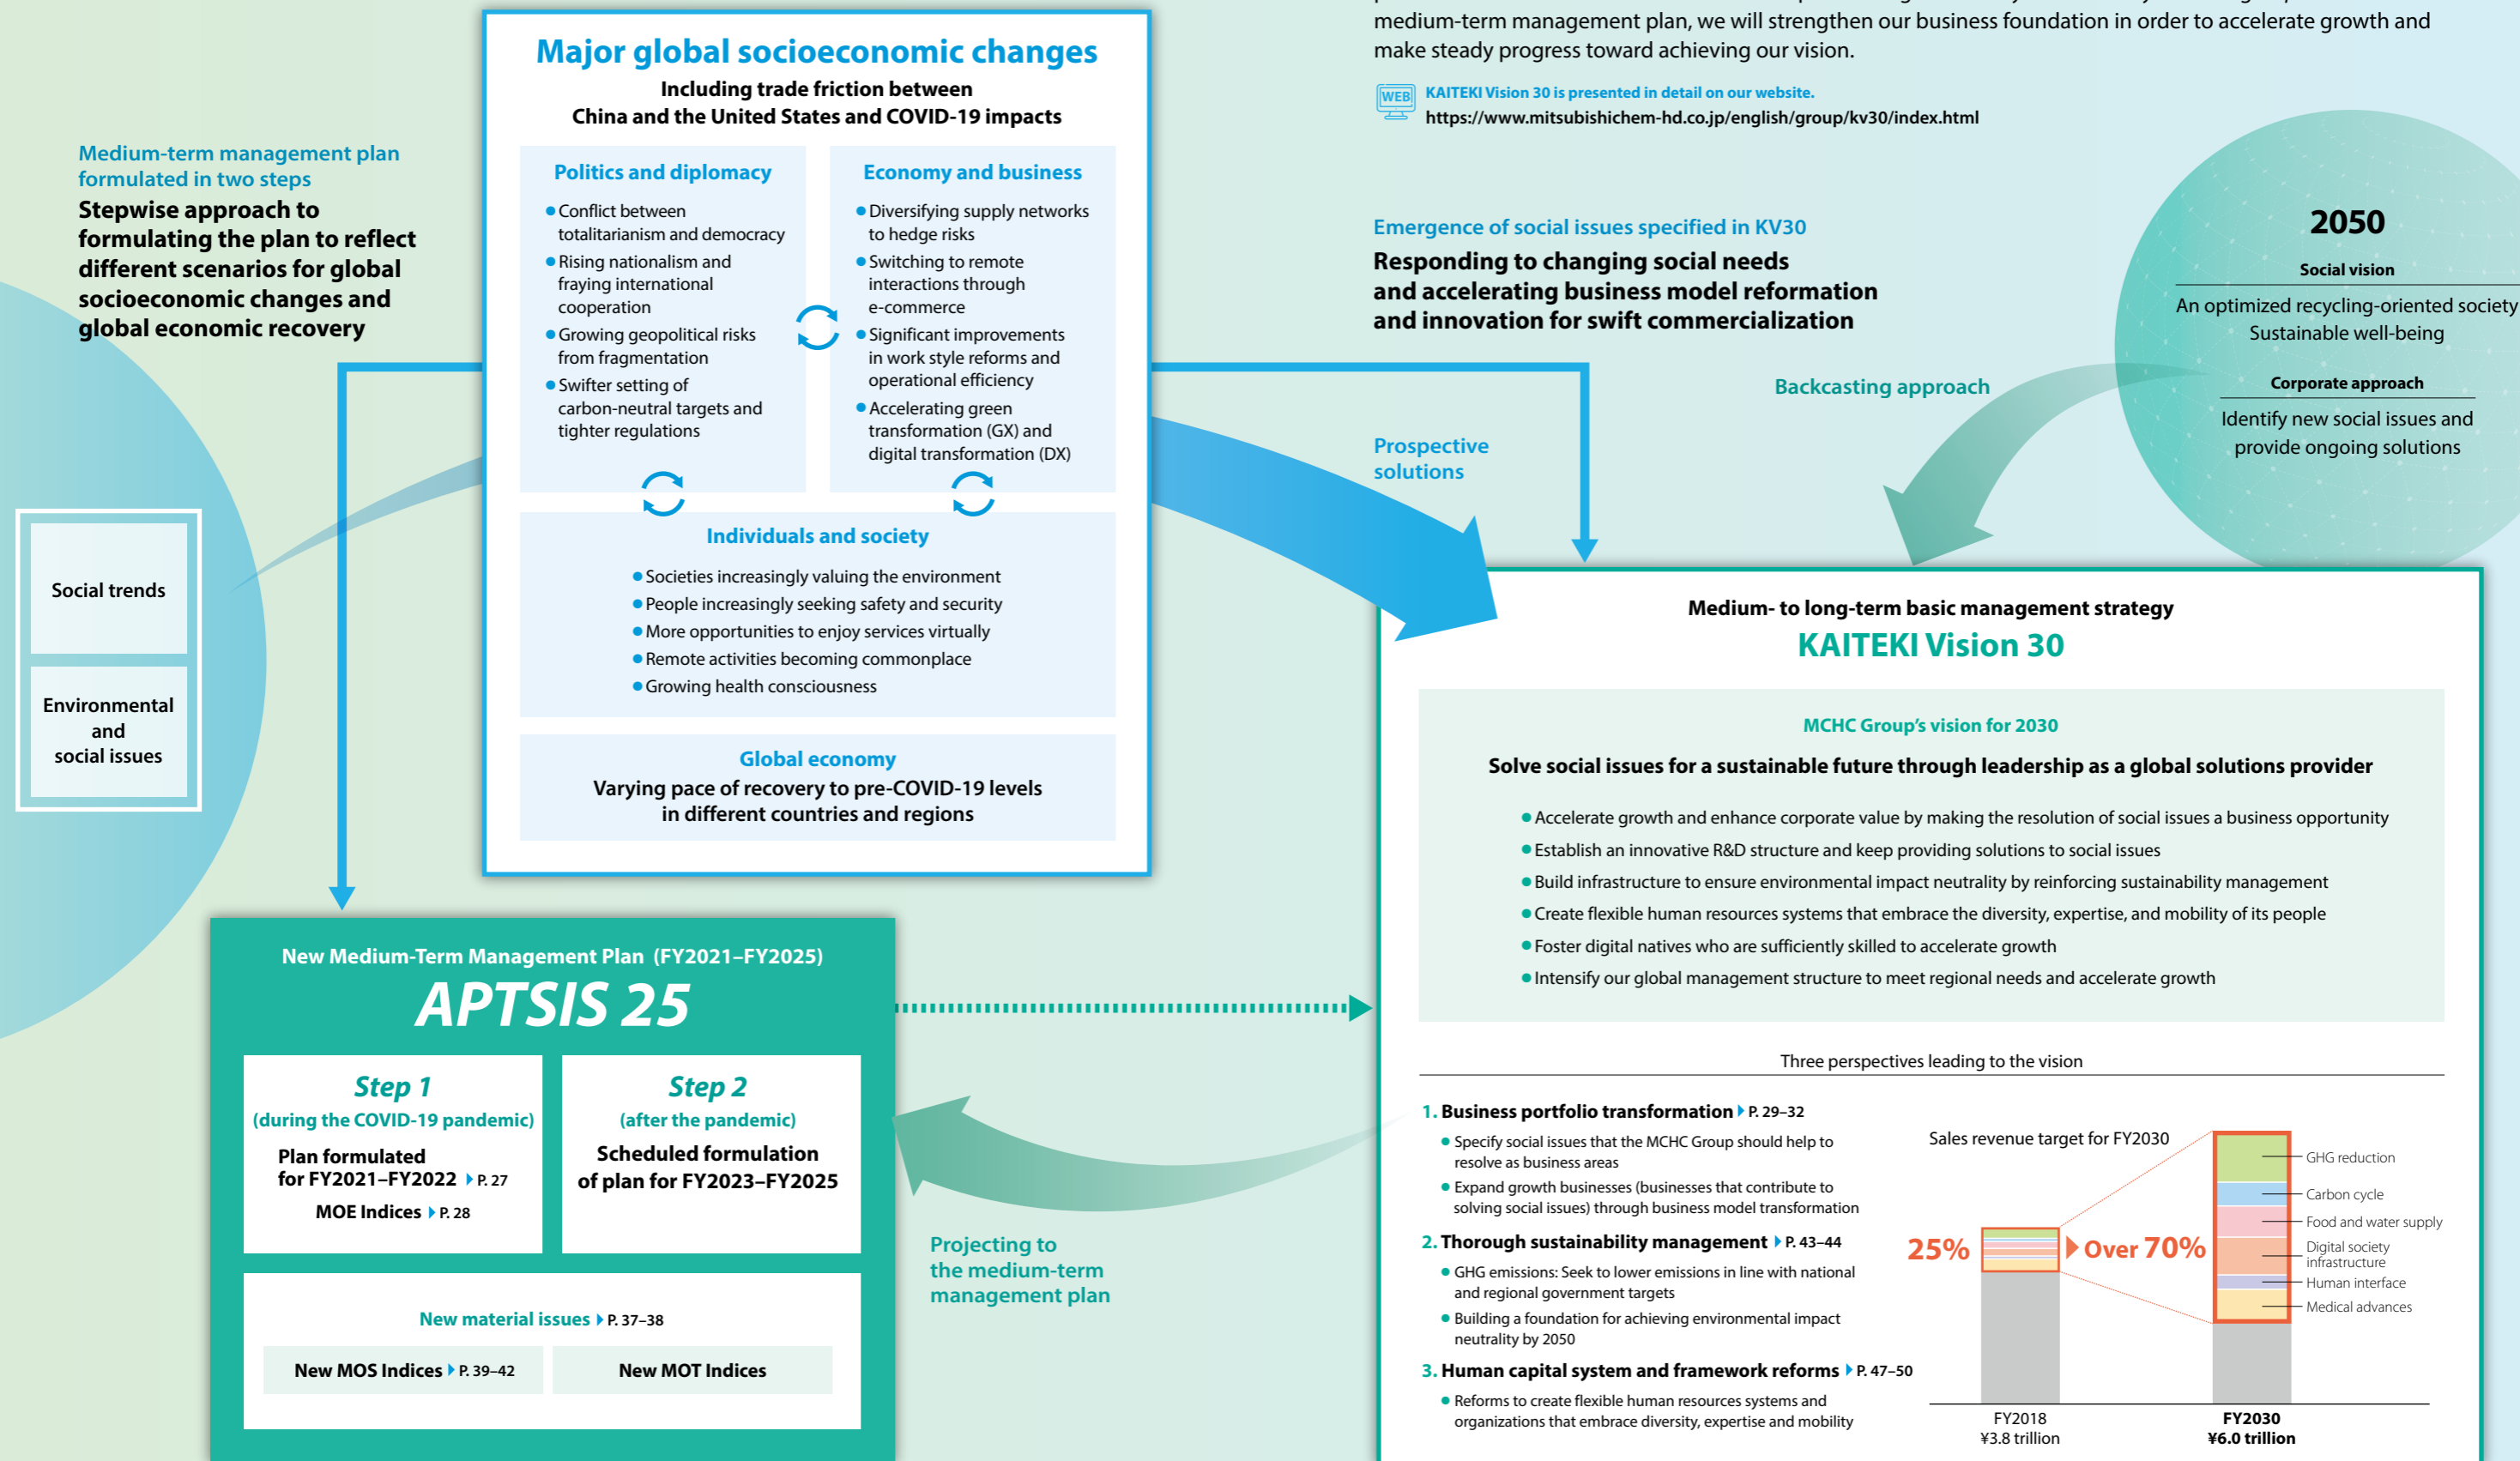 medium-term management plan, we will strengthen our business foundation in order to accelerate growth and
make steady progress toward achieving our vision.
WEB
KAITEKI Vision 30 is presented in detail on our website.
https://www.mitsubishichem-hd.co.jp/english/group/kv30/index.html
Medium-term management plan
formulated in two steps
Stepwise approach to
formulating the plan to reflect
different scenarios for global
socioeconomic changes and
global economic recovery
Social trends
Environmental
and
social issues
Major global socioeconomic changes
Including trade friction between
China and the United States and COVID-19 impacts
Politics and diplomacy
● Conflict between
totalitarianism and democracy
● Rising nationalism and
fraying international
cooperation
● Growing geopolitical risks
from fragmentation
● Swifter setting of
carbon-neutral targets and
tighter regulations
Economy and business
● Diversifying supply networks
to hedge risks
● Switching to remote
interactions through
e-commerce
● Significant improvements
in work style reforms and
operational efficiency
● Accelerating green
transformation (GX) and
digital transformation (DX)
Individuals and society
● Societies increasingly valuing the environment
● People increasingly seeking safety and security
● More opportunities to enjoy services virtually
● Remote activities becoming commonplace
● Growing health consciousness
Global economy
Varying pace of recovery to pre-COVID-19 levels
in different countries and regions
Emergence of social issues specified in KV30
Responding to changing social needs
and accelerating business model reformation
and innovation for swift commercialization
Prospective
solutions
Backcasting approach
2050
Social vision
An optimized recycling-oriented society
Sustainable well-being
Corporate approach
Identify new social issues and
provide ongoing solutions
New Medium-Term Management Plan (FY2021–FY2025)
APTSIS 25
Step 1
(during the COVID-19 pandemic)
Plan formulated
for FY2021–FY2022 ▶ P. 27
MOE Indices ▶ P. 28
Step 2
(after the pandemic)
Scheduled formulation
of plan for FY2023–FY2025
New material issues ▶ P. 37–38
New MOS Indices ▶ P. 39–42
New MOT Indices
Projecting to
the medium-term
management plan
Medium- to long-term basic management strategy
KAITEKI Vision 30
MCHC Group's vision for 2030
Solve social issues for a sustainable future through leadership as a global solutions provider
● Accelerate growth and enhance corporate value by making the resolution of social issues a business opportunity
● Establish an innovative R&D structure and keep providing solutions to social issues
● Build infrastructure to ensure environmental impact neutrality by reinforcing sustainability management
● Create flexible human resources systems that embrace the diversity, expertise, and mobility of its people
● Foster digital natives who are sufficiently skilled to accelerate growth
● Intensify our global management structure to meet regional needs and accelerate growth
Three perspectives leading to the vision
1. Business portfolio transformation ▶ P. 29–32
● Specify social issues that the MCHC Group should help to
resolve as business areas
● Expand growth businesses (businesses that contribute to
solving social issues) through business model transformation
2. Thorough sustainability management ▶ P. 43–44
● GHG emissions: Seek to lower emissions in line with national
and regional government targets
● Building a foundation for achieving environmental impact
neutrality by 2050
3. Human capital system and framework reforms ▶ P. 47–50
● Reforms to create flexible human resources systems and
organizations that embrace diversity, expertise and mobility
Sales revenue target for FY2030
25%
▶ Over 70%
GHG reduction
Carbon cycle
Food and water supply
Digital society
infrastructure
Human interface
Medical advances
FY2018
¥3.8 trillion
FY2030
¥6.0 trillion